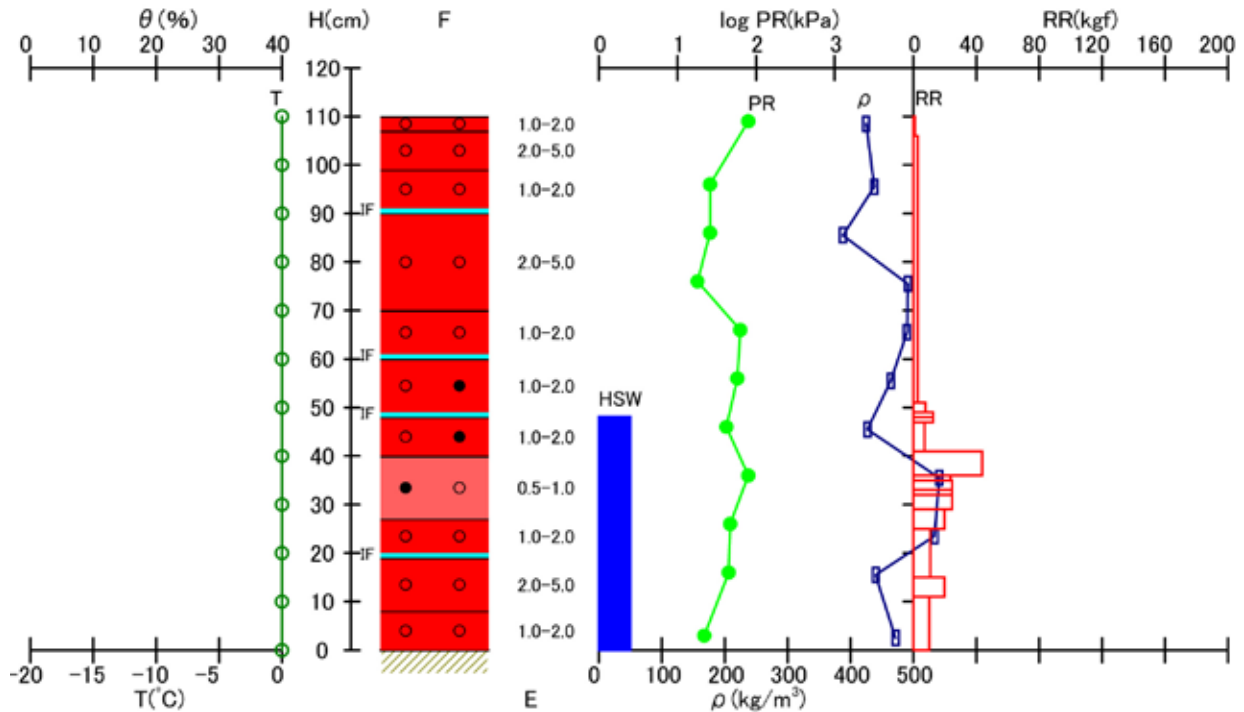 θ(%) H(cm) F log PR(kPa) RR(kgf)
0 10 20 30 40 0 1 2 3 0 40 80 120 160 200
120
T PR ρ RR
110 1.0-2.0
2.0-5.0
100
1.0-2.0
IF
90
80 2.0-5.0
70
1.0-2.0
IF
60
1.0-2.0
HSW
50
IF
1.0-2.0
40
0.5-1.0
30
1.0-2.0
IF
20
2.0-5.0
10
1.0-2.0
0
-20 -15 -10 -5 0 0 100 200 300 400 500
T(°C) E ρ(kg/m³)